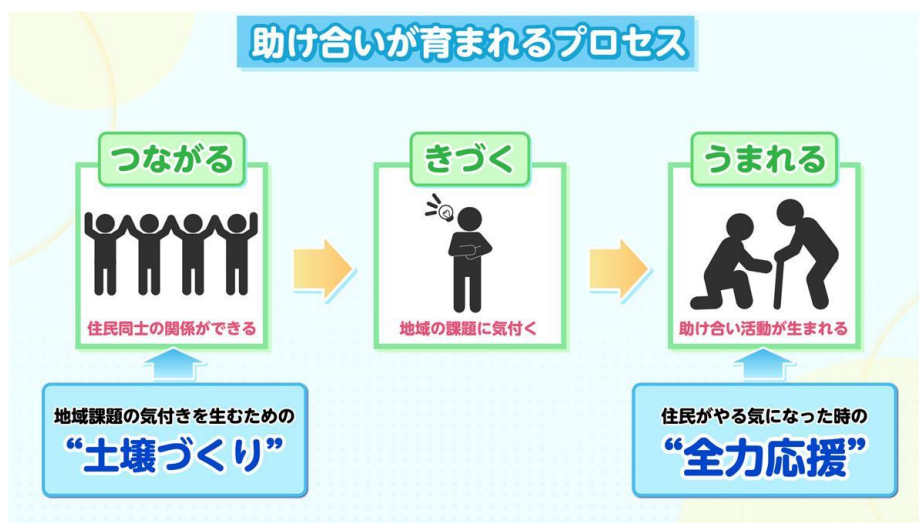 助け合いが育まれるプロセス
つながる
住民同士の関係ができる
きづく
地域の課題に気付く
うまれる
助け合い活動が生まれる
地域課題の気付きを生むための
“土壌づくり”
住民がやる気になった時の
“全力応援”